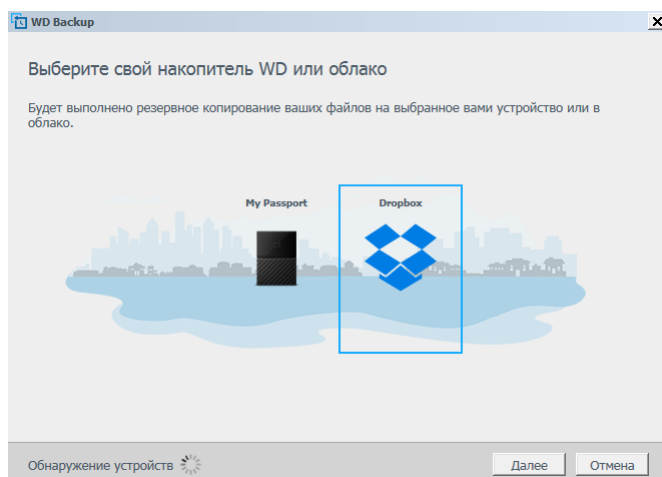 WD Backup
Выберите свой накопитель WD или облако
Будет выполнено резервное копирование ваших файлов на выбранное вами устройство или в
облако.
My Passport
Dropbox
Обнаружение устройств
Далее
Отмена